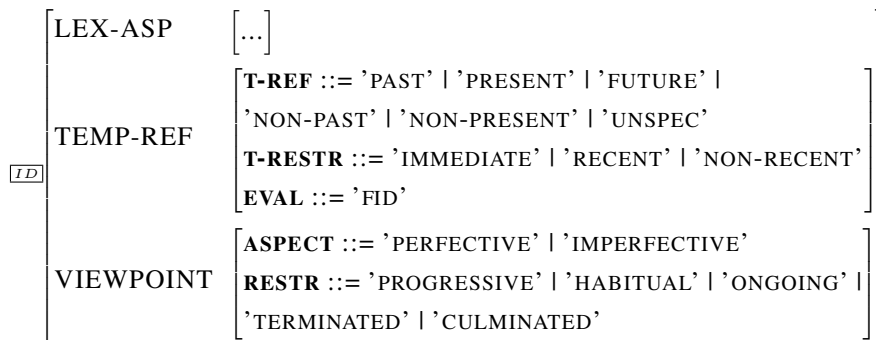 LEX-ASP [...]
T-REF ::= 'PAST' | 'PRESENT' | 'FUTURE' |
'NON-PAST' | 'NON-PRESENT' | 'UNSPEC'
TEMP-REF
T-RESTR ::= 'IMMEDIATE' | 'RECENT' | 'NON-RECENT'
ID
EVAL ::= 'FID'
ASPECT ::= 'PERFECTIVE' | 'IMPERFECTIVE'
VIEWPOINT RESTR ::= 'PROGRESSIVE' | 'HABITUAL' | 'ONGOING' |
'TERMINATED' | 'CULMINATED'